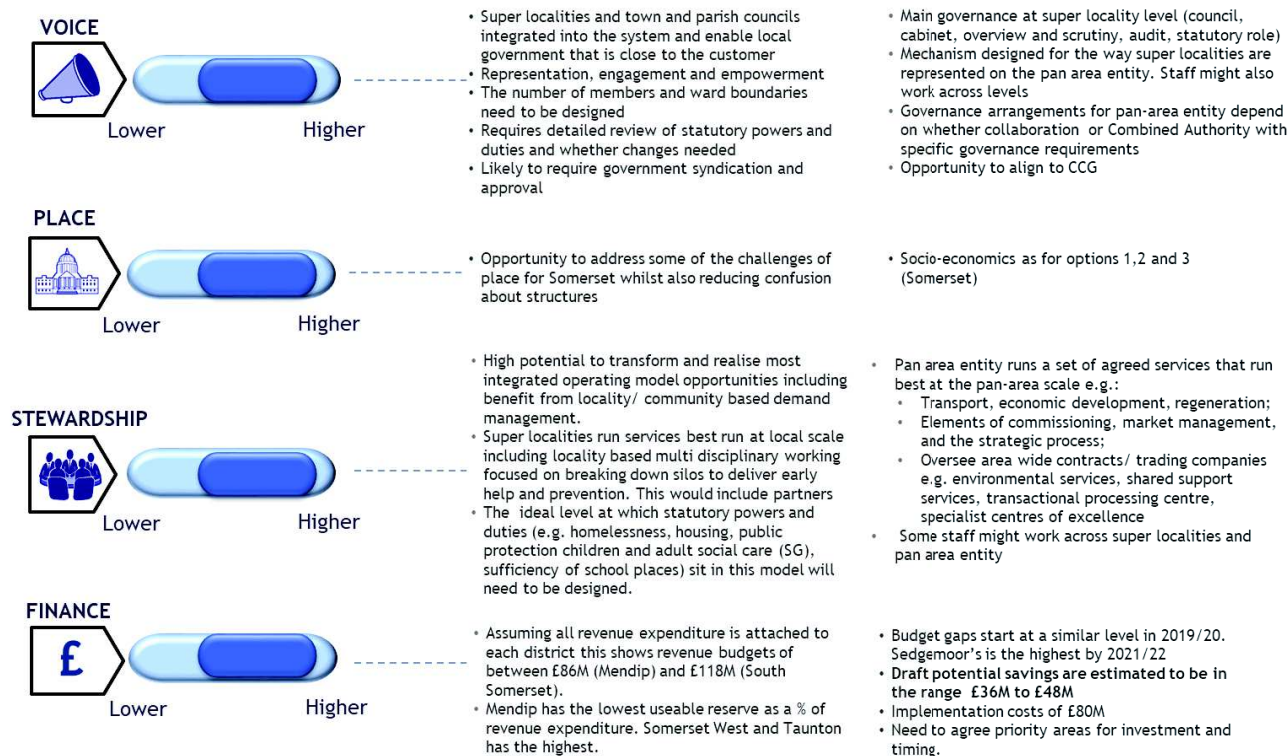 VOICE
Lower
Higher
• Super localities and town and parish councils
integrated into the system and enable local
government that is close to the customer
• Representation, engagement and empowerment
• The number of members and ward boundaries
need to be designed
• Requires detailed review of statutory powers and
duties and whether changes needed
• Likely to require government syndication and
approval
• Main governance at super locality level (council,
cabinet, overview and scrutiny, audit, statutory role)
• Mechanism designed for the way super localities are
represented on the pan area entity. Staff might also
work across levels
• Governance arrangements for pan-area entity depend
on whether collaboration or Combined Authority with
specific governance requirements
• Opportunity to align to CCG
PLACE
Lower
Higher
• Opportunity to address some of the challenges of
place for Somerset whilst also reducing confusion
about structures
• Socio-economics as for options 1,2 and 3
(Somerset)
STEWARDSHIP
Lower
Higher
• High potential to transform and realise most
integrated operating model opportunities including
benefit from locality/ community based demand
management.
• Super localities run services best run at local scale
including locality based multi disciplinary working
focused on breaking down silos to deliver early
help and prevention. This would include partners
• The ideal level at which statutory powers and
duties (e.g. homelessness, housing, public
protection children and adult social care (SG),
sufficiency of school places) sit in this model will
need to be designed.
• Pan area entity runs a set of agreed services that run
best at the pan-area scale e.g.:
• Transport, economic development, regeneration;
• Elements of commissioning, market management,
and the strategic process;
• Oversee area wide contracts/ trading companies
e.g. environmental services, shared support
services, transactional processing centre,
specialist centres of excellence
• Some staff might work across super localities and
pan area entity
FINANCE
£
Lower
Higher
• Assuming all revenue expenditure is attached to
each district this shows revenue budgets of
between £86M (Mendip) and £118M (South
Somerset).
• Mendip has the lowest useable reserve as a % of
revenue expenditure. Somerset West and Taunton
has the highest.
• Budget gaps start at a similar level in 2019/20.
Sedgemoor's is the highest by 2021/22
• Draft potential savings are estimated to be in
the range £36M to £48M
• Implementation costs of £80M
• Need to agree priority areas for investment and
timing.